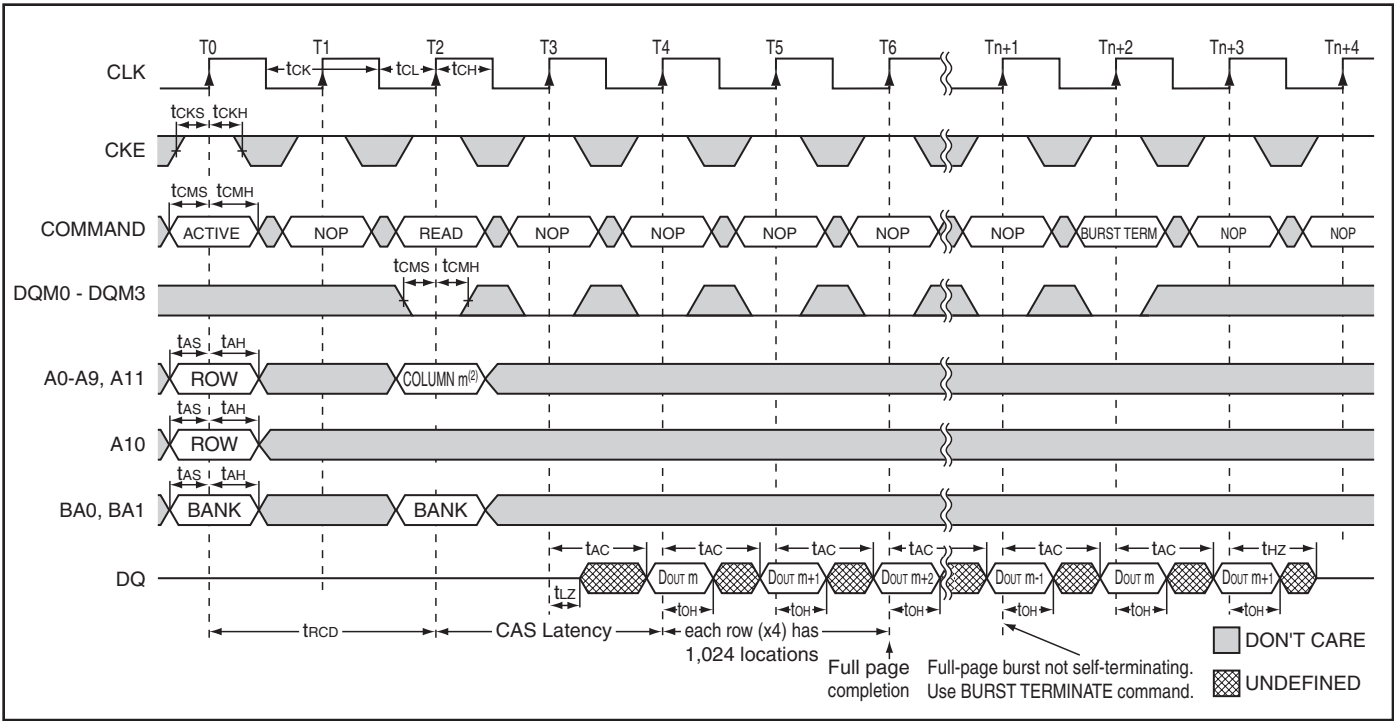 T0 T1 T2 T3 T4 T5 T6 Tn+1 Tn+2 Tn+3 Tn+4
CLK tCK tCL tCH
tCKS tCKH
CKE
tCMS tCMH
COMMAND ACTIVE NOP READ NOP NOP NOP NOP NOP BURST TERM NOP NOP
tCMS tCMH
DQM0 - DQM3
tAS tAH
A0-A9, A11 ROW COLUMN m(2)
tAS tAH
A10 ROW
tAS tAH
BA0, BA1 BANK BANK
tAC tAC tAC tAC tAC tAC tHZ
DQ DOUT m DOUT m+1 DOUT m+2 DOUT m-1 DOUT m DOUT m+1
tLZ tOH tOH tOH tOH tOH tOH
tRCD CAS Latency each row (x4) has
1,024 locations
Full page
completion
Full-page burst not self-terminating.
Use BURST TERMINATE command.
DON'T CARE
UNDEFINED